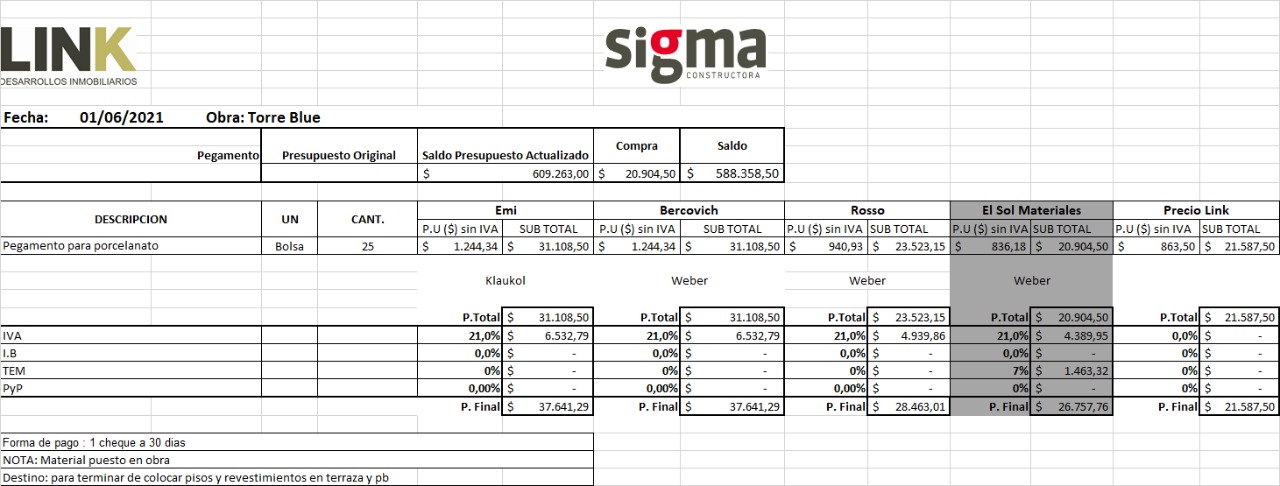 LINK
DESARROLLOS INMOBILIARIOS
sigma
CONSTRUCTORA
Fecha: 01/06/2021 Obra: Torre Blue
Pegamento Presupuesto Original Saldo Presupuesto Actualizado Compra Saldo
$ 609.263,00 $ 20.904,50 $ 588.358,50
DESCRIPCION UN CANT. Emi Bercovich Rosso El Sol Materiales Precio Link
P.U ($) sin IVA SUB TOTAL P.U ($) sin IVA SUB TOTAL P.U ($) sin IVA SUB TOTAL P.U ($) sin IVA SUB TOTAL P.U ($) sin IVA SUB TOTAL
Pegamento para porcelanato Bolsa 25 $ 1.244,34 $ 31.108,50 $ 1.244,34 $ 31.108,50 $ 940,93 $ 23.523,15 $ 836,18 $ 20.904,50 $ 863,50 $ 21.587,50
Klaukol Weber Weber Weber
P.Total $ 31.108,50 P.Total $ 31.108,50 P.Total $ 23.523,15 P.Total $ 20.904,50 P.Total $ 21.587,50
IVA 21,0% $ 6.532,79 21,0% $ 6.532,79 21,0% $ 4.939,86 21,0% $ 4.389,95 0,0% $ -
I.B 0,0% $ - 0,0% $ - 0,0% $ - 0,0% $ - 0% $ -
TEM 0% $ - 0% $ - 0% $ - 7% $ 1.463,32 0% $ -
PyP 0,00% $ - 0,00% $ - 0,00% $ - 0% $ - 0% $ -
P. Final $ 37.641,29 P. Final $ 37.641,29 P. Final $ 28.463,01 P. Final $ 26.757,76 P. Final $ 21.587,50
Forma de pago : 1 cheque a 30 dias
NOTA: Material puesto en obra
Destino: para terminar de colocar pisos y revestimientos en terraza y pb